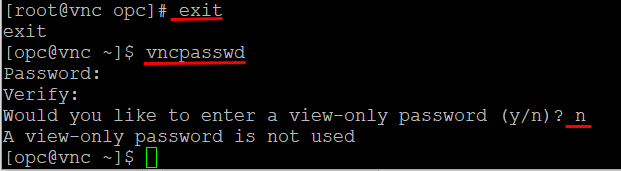 [root@vnc opc]# exit
exit
[opc@vnc ~]$ vncpasswd
Password:
Verify:
Would you like to enter a view-only password (y/n)? n
A view-only password is not used
[opc@vnc ~]$